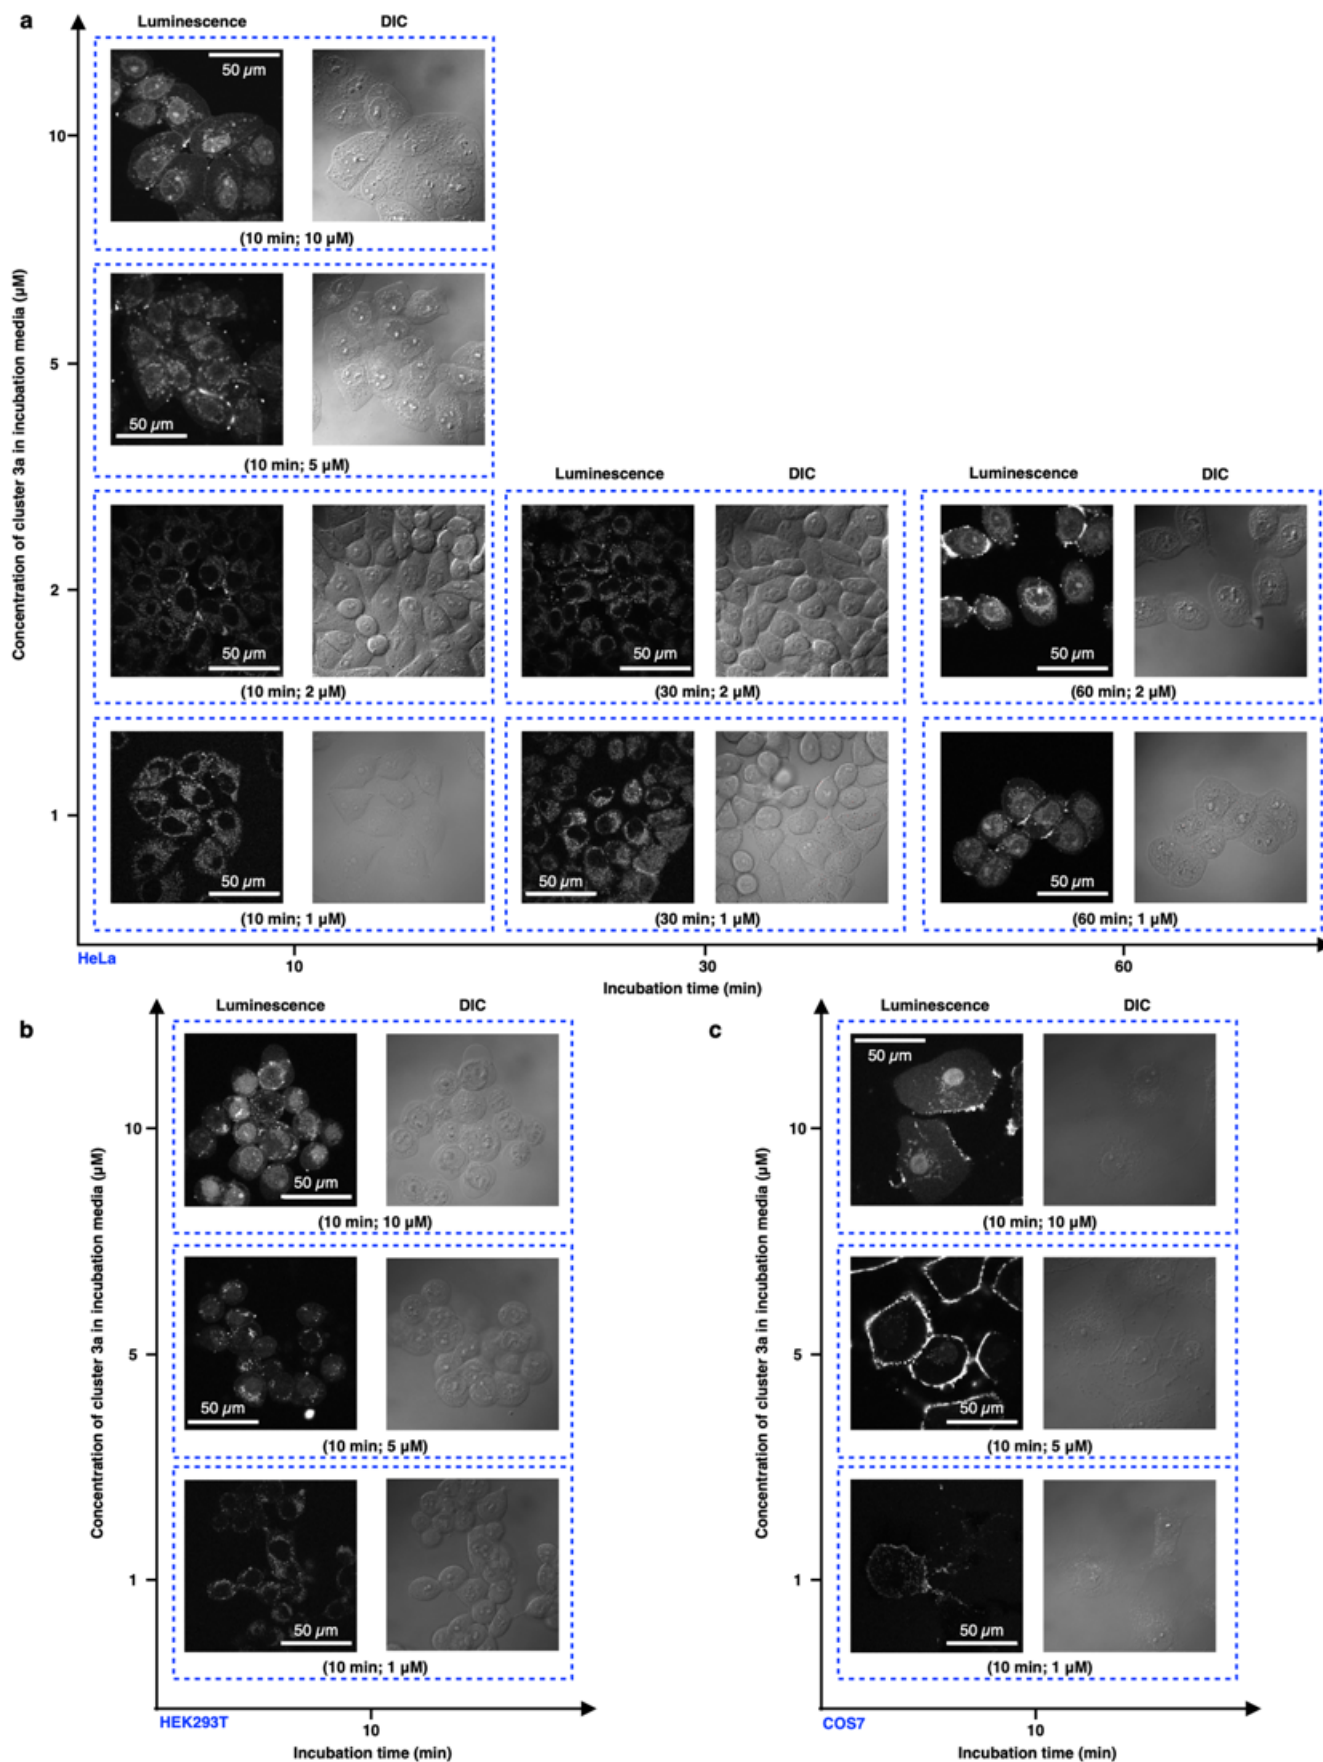 a
Luminescence DIC
50 µm
10
(10 min; 10 µM)
Concentration of cluster 3a in incubation media (µM)
5
50 µm
(10 min; 5 µM)
Luminescence DIC Luminescence DIC
2
50 µm 50 µm 50 µm
(10 min; 2 µM) (30 min; 2 µM) (60 min; 2 µM)
1
50 µm 50 µm 50 µm
(10 min; 1 µM) (30 min; 1 µM) (60 min; 1 µM)
HeLa
10 30 60
Incubation time (min)
b
Luminescence DIC
10
50 µm
(10 min; 10 µM)
Concentration of cluster 3a in incubation media (µM)
5
50 µm
(10 min; 5 µM)
1
50 µm
(10 min; 1 µM)
HEK293T
10
Incubation time (min)
c
Luminescence DIC
50 µm
10
(10 min; 10 µM)
Concentration of cluster 3a in incubation media (µM)
5
50 µm
(10 min; 5 µM)
1
50 µm
(10 min; 1 µM)
COS7
10
Incubation time (min)